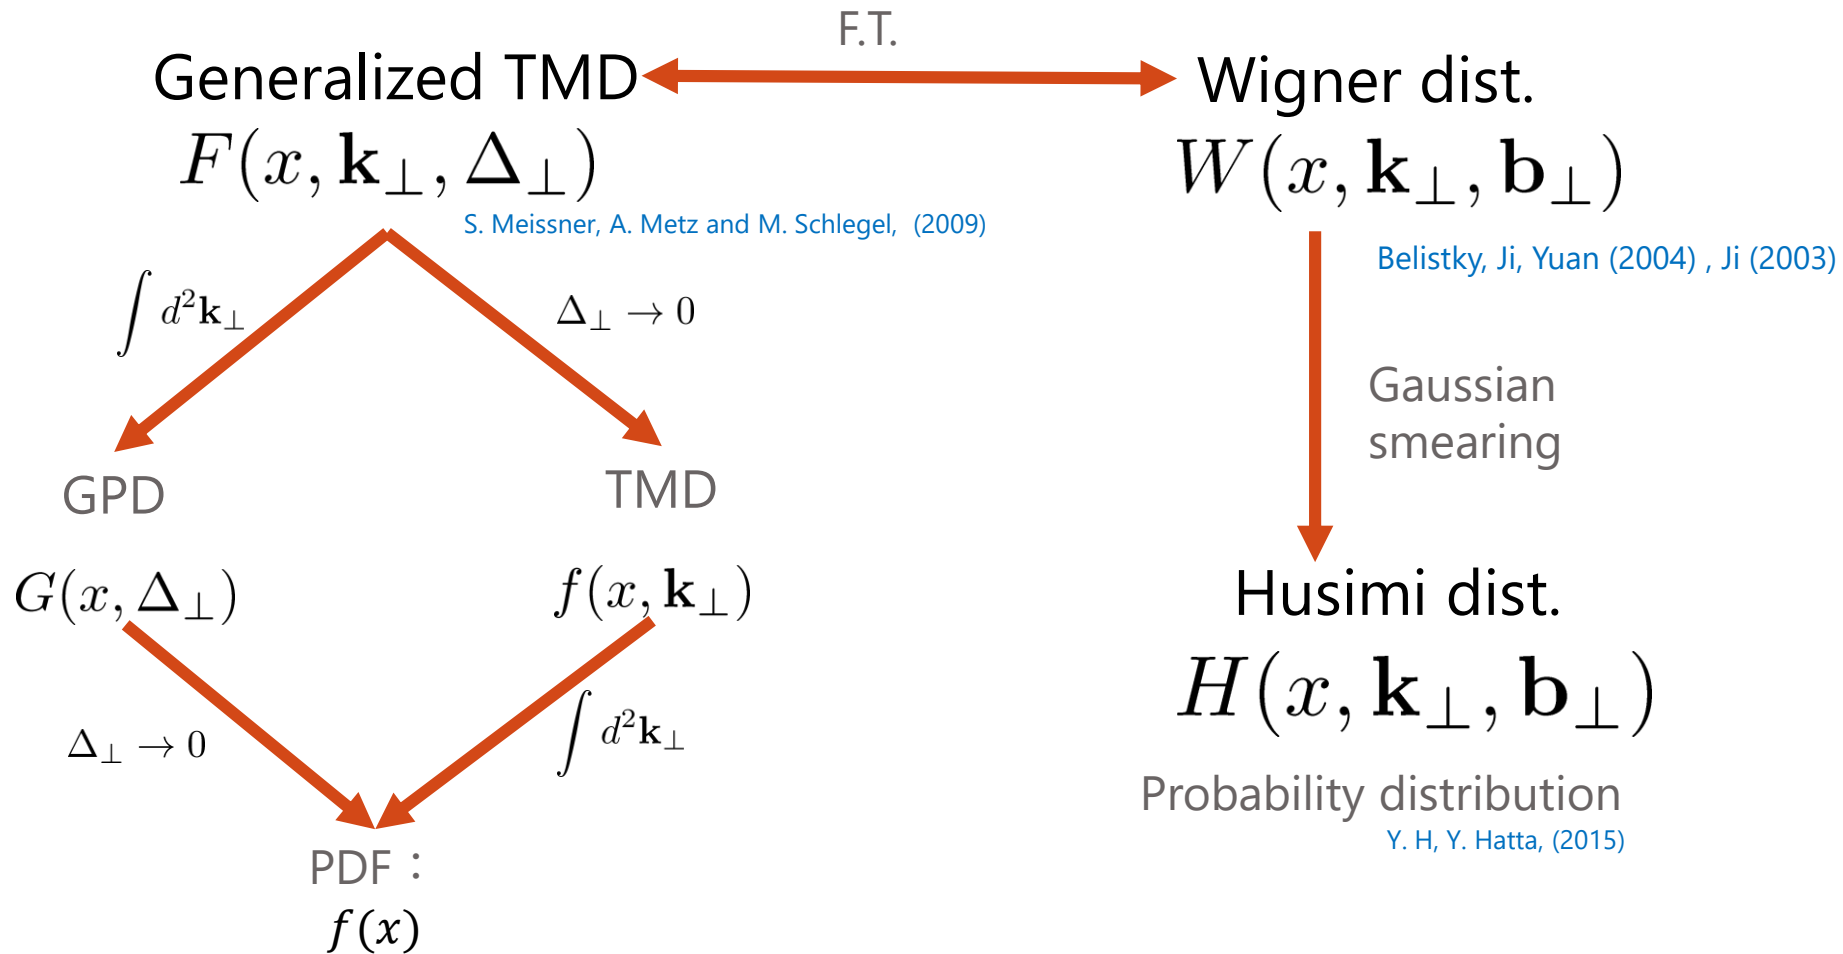 F.T.
Generalized TMD
Wigner dist.
F(x, k⊥, Δ⊥)
W(x, k⊥, b⊥)
S. Meissner, A. Metz and M. Schlegel, (2009)
Belistky, Ji, Yuan (2004) , Ji (2003)
∫ d²k⊥
Δ⊥ → 0
Gaussian
smearing
GPD
TMD
G(x, Δ⊥)
f(x, k⊥)
Husimi dist.
H(x, k⊥, b⊥)
Δ⊥ → 0
∫ d²k⊥
Probability distribution
Y. H, Y. Hatta, (2015)
PDF：
f(x)